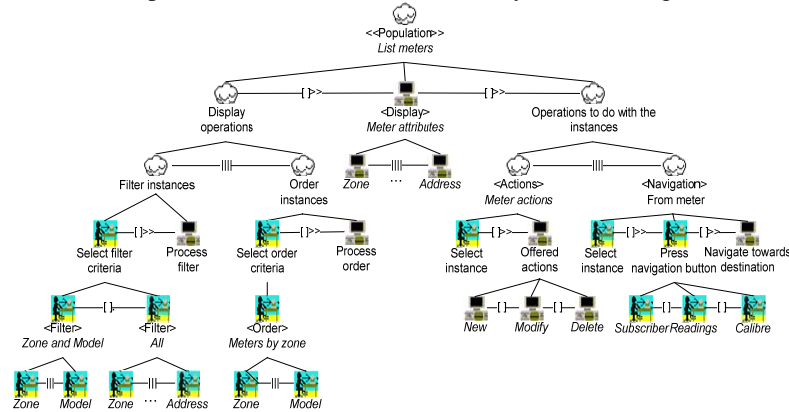 <<Population>>
List meters
[ ]>>
[ ]>>
Display
operations
<Display>
Meter attributes
Operations to do with the
instances
||||
||||
||||
Filter instances
Order
instances
Zone
...
Address
<Actions>
Meter actions
<Navigation>
From meter
[ ]>>
[ ]>>
[ ]>>
[ ]>>
[ ]>>
Select filter
criteria
Process
filter
Select order
criteria
Process
order
Select
instance
Offered
actions
Select
instance
Press
navigation button
Navigate towards
destination
[ ]
[ ]
[ ]
[ ]
[ ]
<Filter>
Zone and Model
<Filter>
All
<Order>
Meters by zone
New
Modify
Delete
Subscriber
Readings
Calibre
|||
|||
|||
Zone
Model
Zone
...
Address
Zone
Model